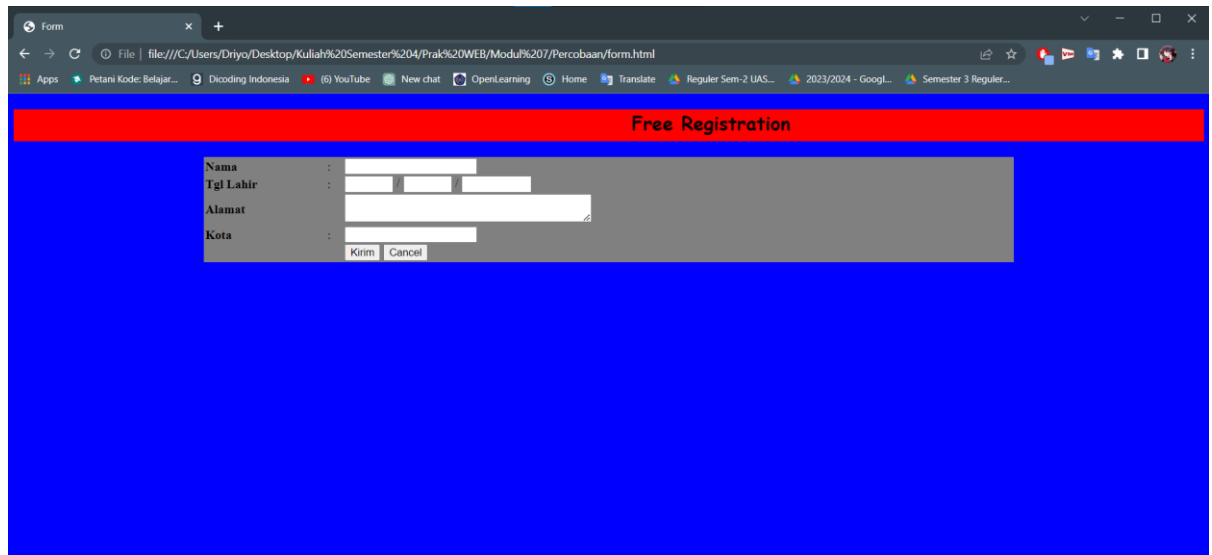 Form
File | file:///C:/Users/Driyo/Desktop/Kuliah%20Semester%204/Prak%20WEB/Modul%207/Percobaan/form.html
Apps Petani Kode: Belajar... Dicoding Indonesia (6) YouTube New chat OpenLearning Home Translate Reguler Sem-2 UAS... 2023/2024 - Googl... Semester 3 Reguler...
Free Registration
Nama :
Tgl Lahir : / /
Alamat
Kota :
Kirim Cancel